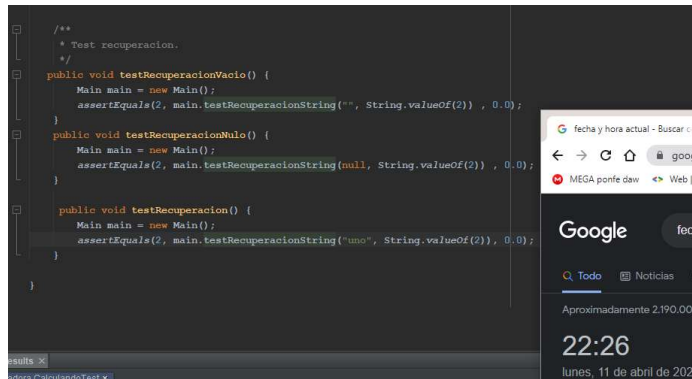 /**
* Test recuperacion.
*/
public void testRecuperacionVacio() {
Main main = new Main();
assertEquals(2, main.testRecuperacionString("", String.valueOf(2)) , 0.0);
}
public void testRecuperacionNulo() {
Main main = new Main();
assertEquals(2, main.testRecuperacionString(null, String.valueOf(2)) , 0.0);
}
public void testRecuperacion() {
Main main = new Main();
assertEquals(2, main.testRecuperacionString("uno", String.valueOf(2)), 0.0);
}
}
esults ×
adora.CalculandoTest ×
fecha y hora actual - Buscar c
goog
MEGA ponfe daw <> Web |
Google
fec
Todo Noticias
Aproximadamente 2.190.00
22:26
lunes, 11 de abril de 202